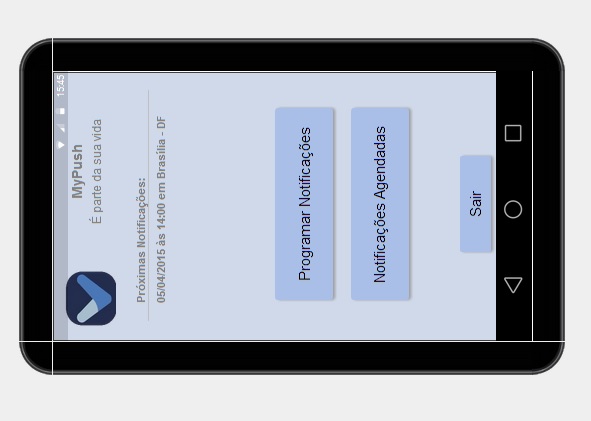 15:45
MyPush
É parte da sua vida
Próximas Notificações:
05/04/2015 às 14:00 em Brasília - DF
Programar Notificações
Notificações Agendadas
Sair